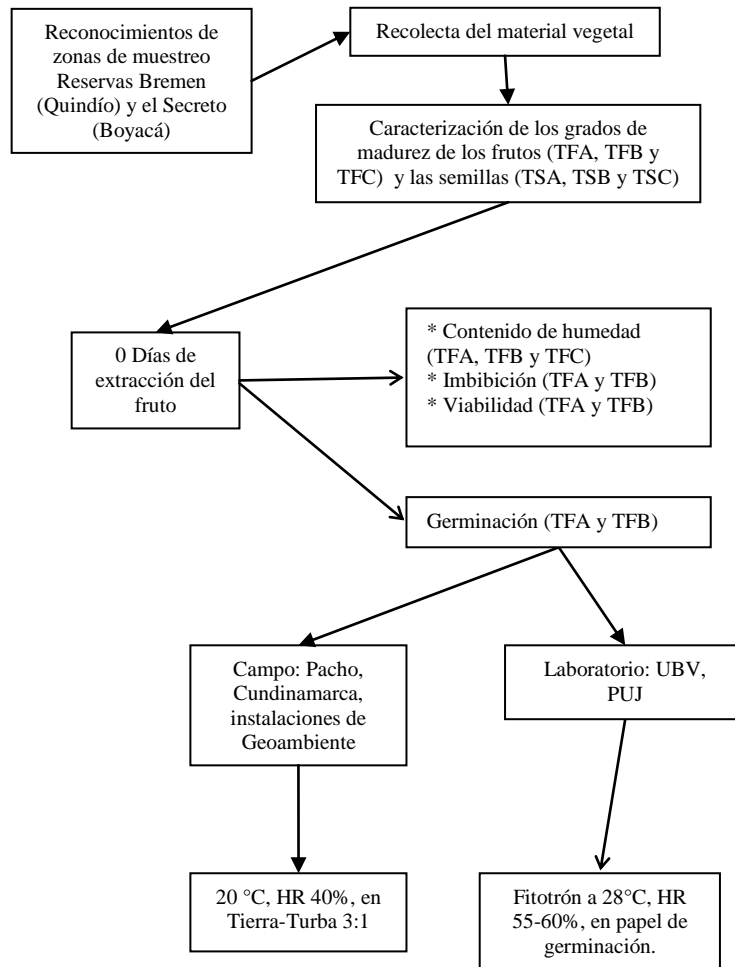 Reconocimientos de
zonas de muestreo
Reservas Bremen
(Quindío) y el Secreto
(Boyacá)
Recolecta del material vegetal
Caracterización de los grados de
madurez de los frutos (TFA, TFB y
TFC) y las semillas (TSA, TSB y TSC)
0 Días de
extracción del
fruto
* Contenido de humedad
(TFA, TFB y TFC)
* Imbibición (TFA y TFB)
* Viabilidad (TFA y TFB)
Germinación (TFA y TFB)
Campo: Pacho,
Cundinamarca,
instalaciones de
Geoambiente
Laboratorio: UBV,
PUJ
20 °C, HR 40%, en
Tierra-Turba 3:1
Fitotrón a 28°C, HR
55-60%, en papel de
germinación.